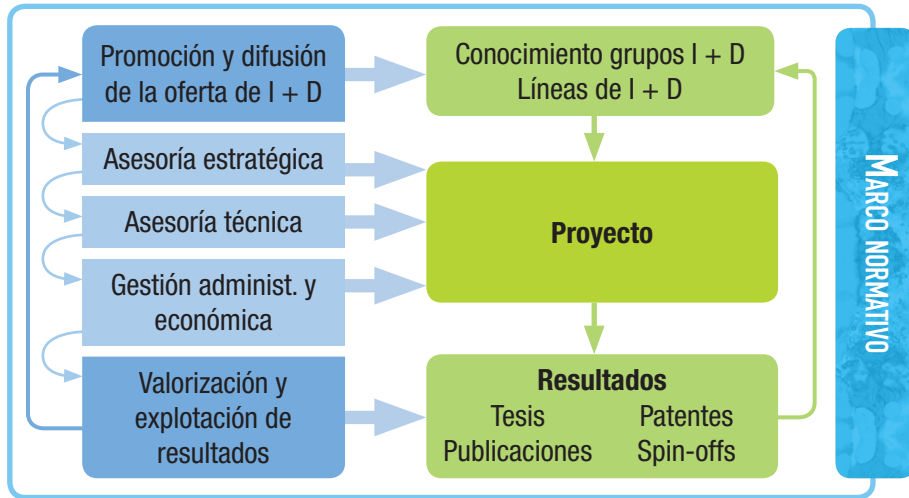 Promoción y difusión
de la oferta de I + D
Asesoría estratégica
Asesoría técnica
Gestión administ. y
económica
Valorización y
explotación de
resultados
Conocimiento grupos I + D
Líneas de I + D
Proyecto
Resultados
Tesis Patentes
Publicaciones Spin-offs
MARCO NORMATIVO